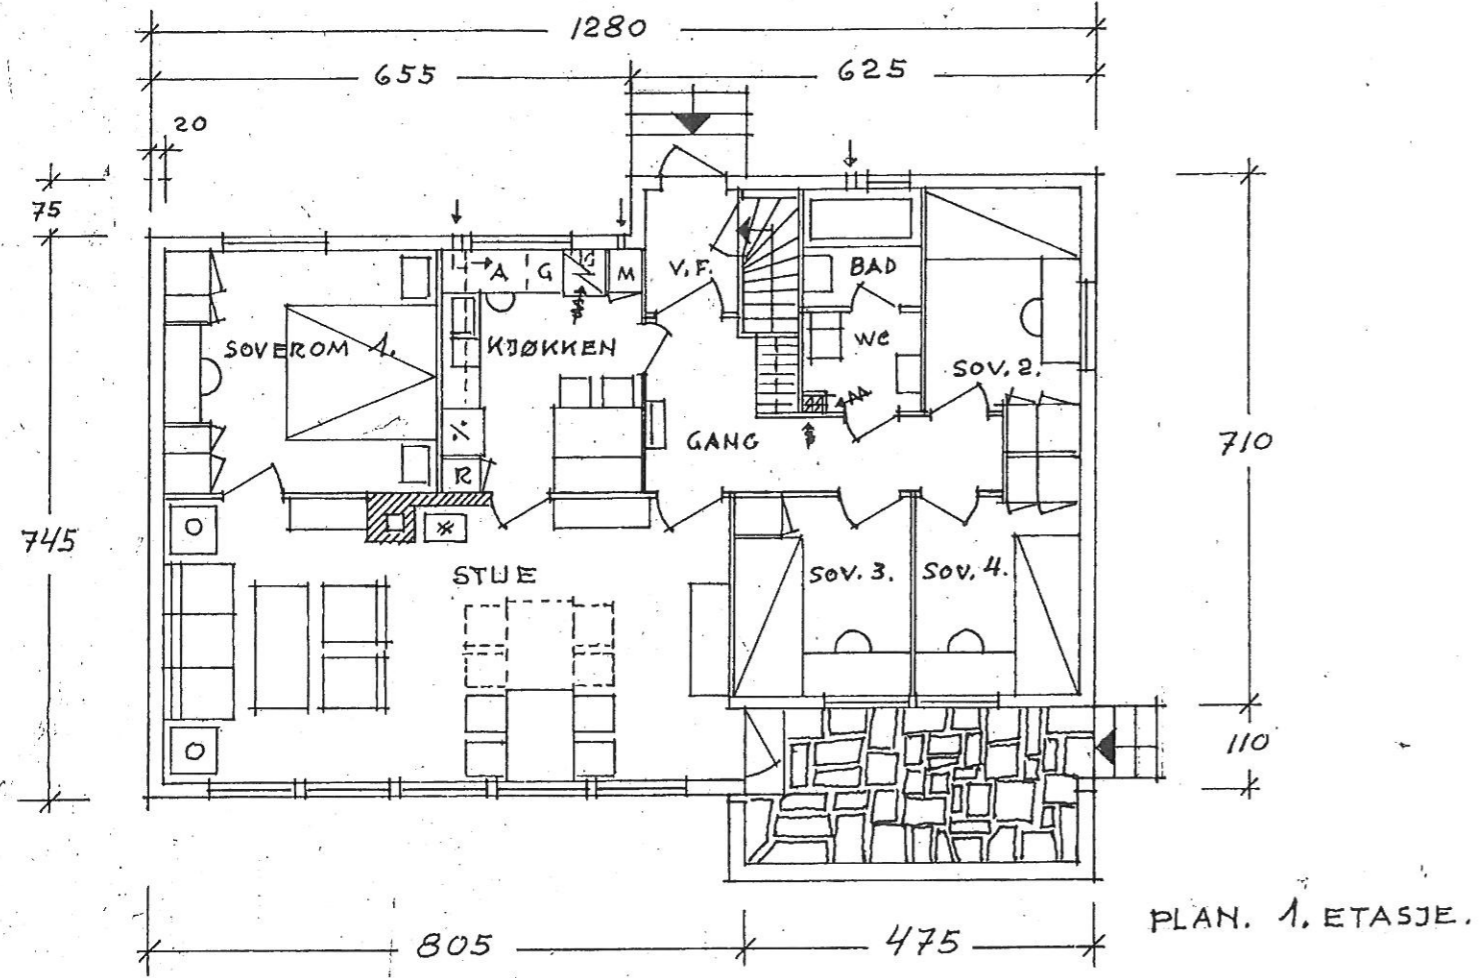 1280
655 625
20
75
A G M V.F. BAD
SOVEROM 1. KJØKKEN WC SOV. 2.
GANG 710
R
745
STUE SOV. 3. SOV. 4.
110
PLAN. 1. ETASJE.
805 475